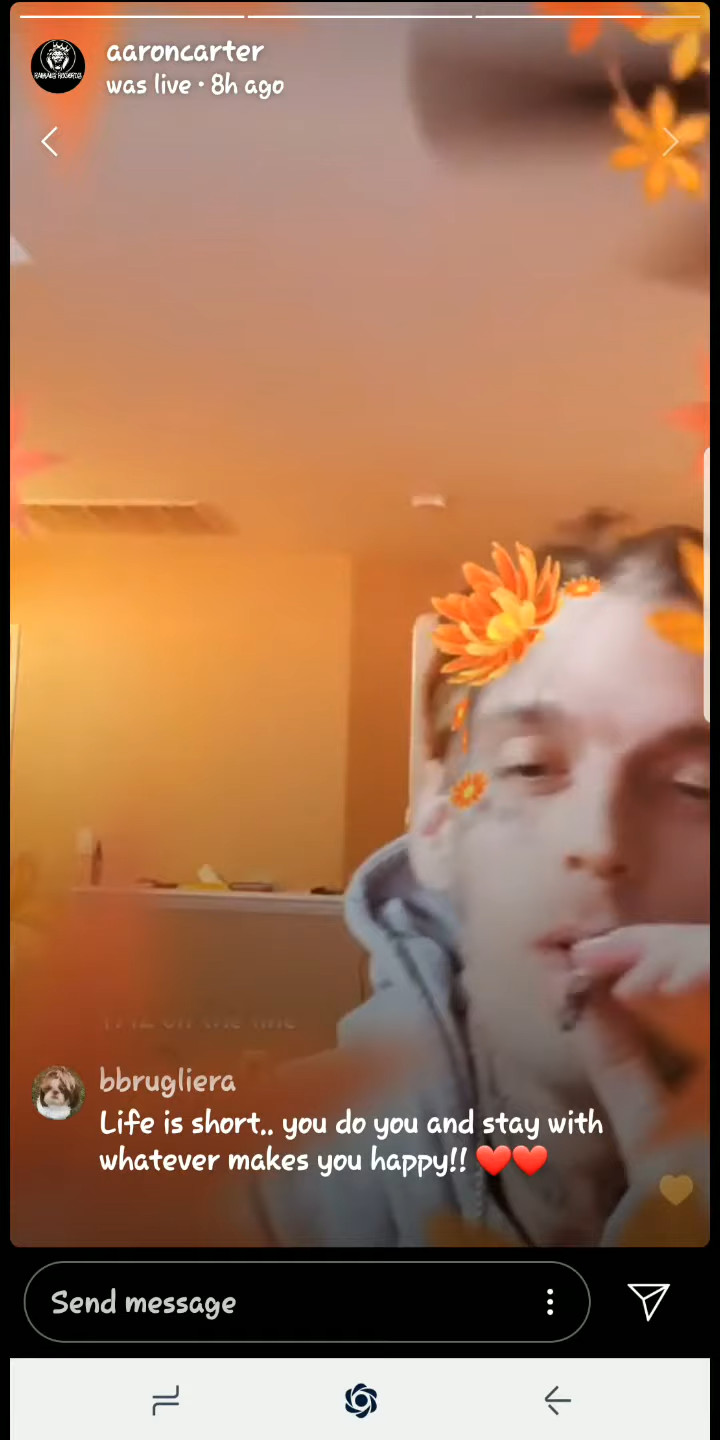 aaroncarter
was live • 8h ago
bbrugliera
Life is short.. you do you and stay with
whatever makes you happy!! ❤️❤️
Send message